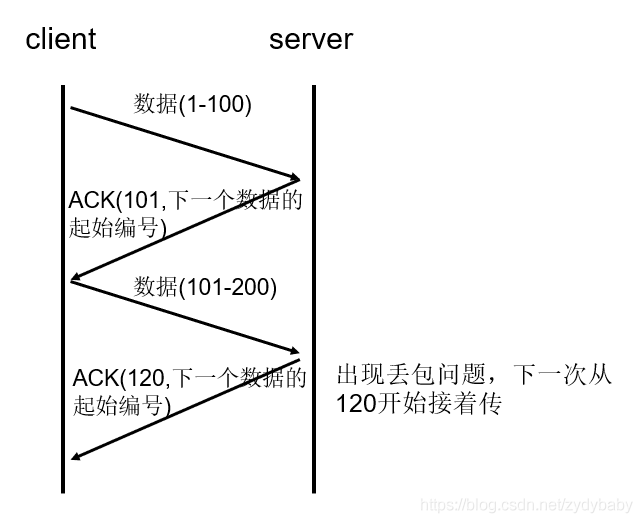 client
server
数据(1-100)
ACK(101,下一个数据的
起始编号)
数据(101-200)
ACK(120,下一个数据的
起始编号)
出现丢包问题，下一次从
120开始接着传
https://blog.csdn.net/zydybaby